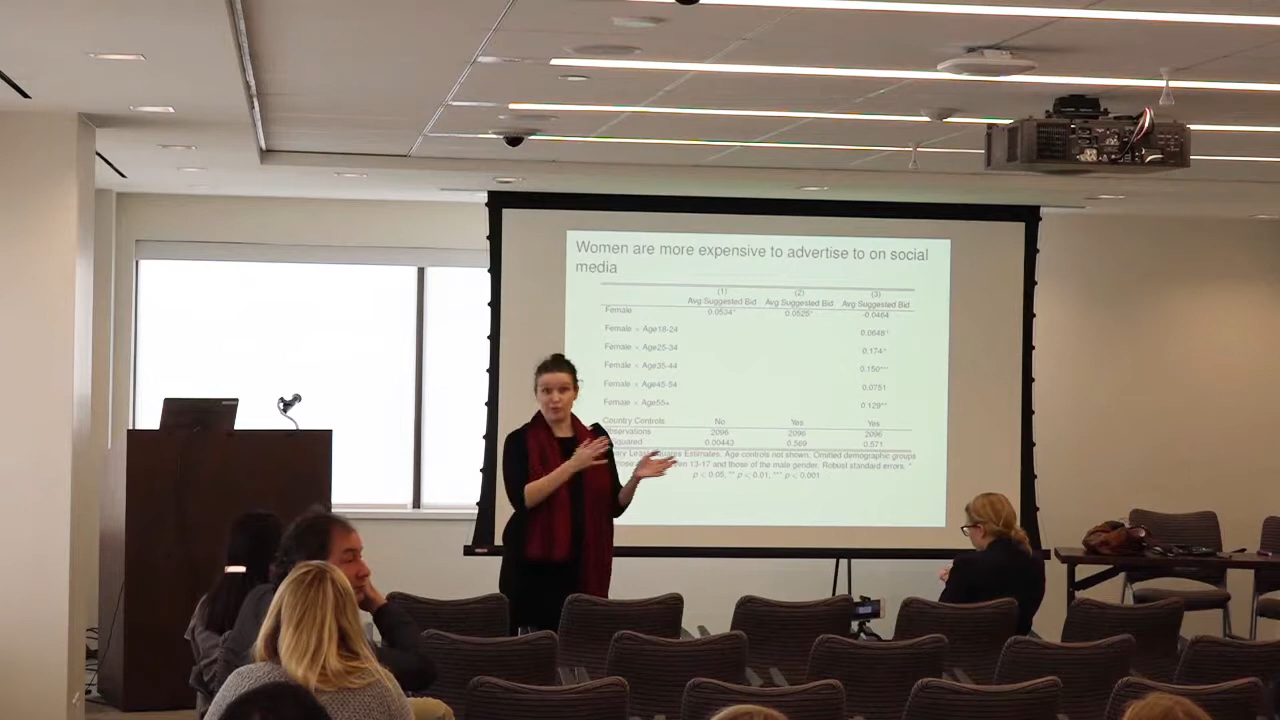 Women are more expensive to advertise to on social
media
(1) (2) (3)
Avg Suggested Bid Avg Suggested Bid Avg Suggested Bid
Female 0.0534* 0.0525* -0.0464
Female × Age18-24 0.0648*
Female × Age25-34 0.174*
Female × Age35-44 0.150***
Female × Age45-54 0.0751
Female × Age55+ 0.129**
Country Controls No Yes Yes
Observations 2096 2096 2096
0.00443 0.569 0.571
Squares Estimates. Age controls not shown. Omitted demographic groups
13-17 and those of the male gender. Robust standard errors. *
p < 0.05, ** p < 0.01, *** p < 0.001